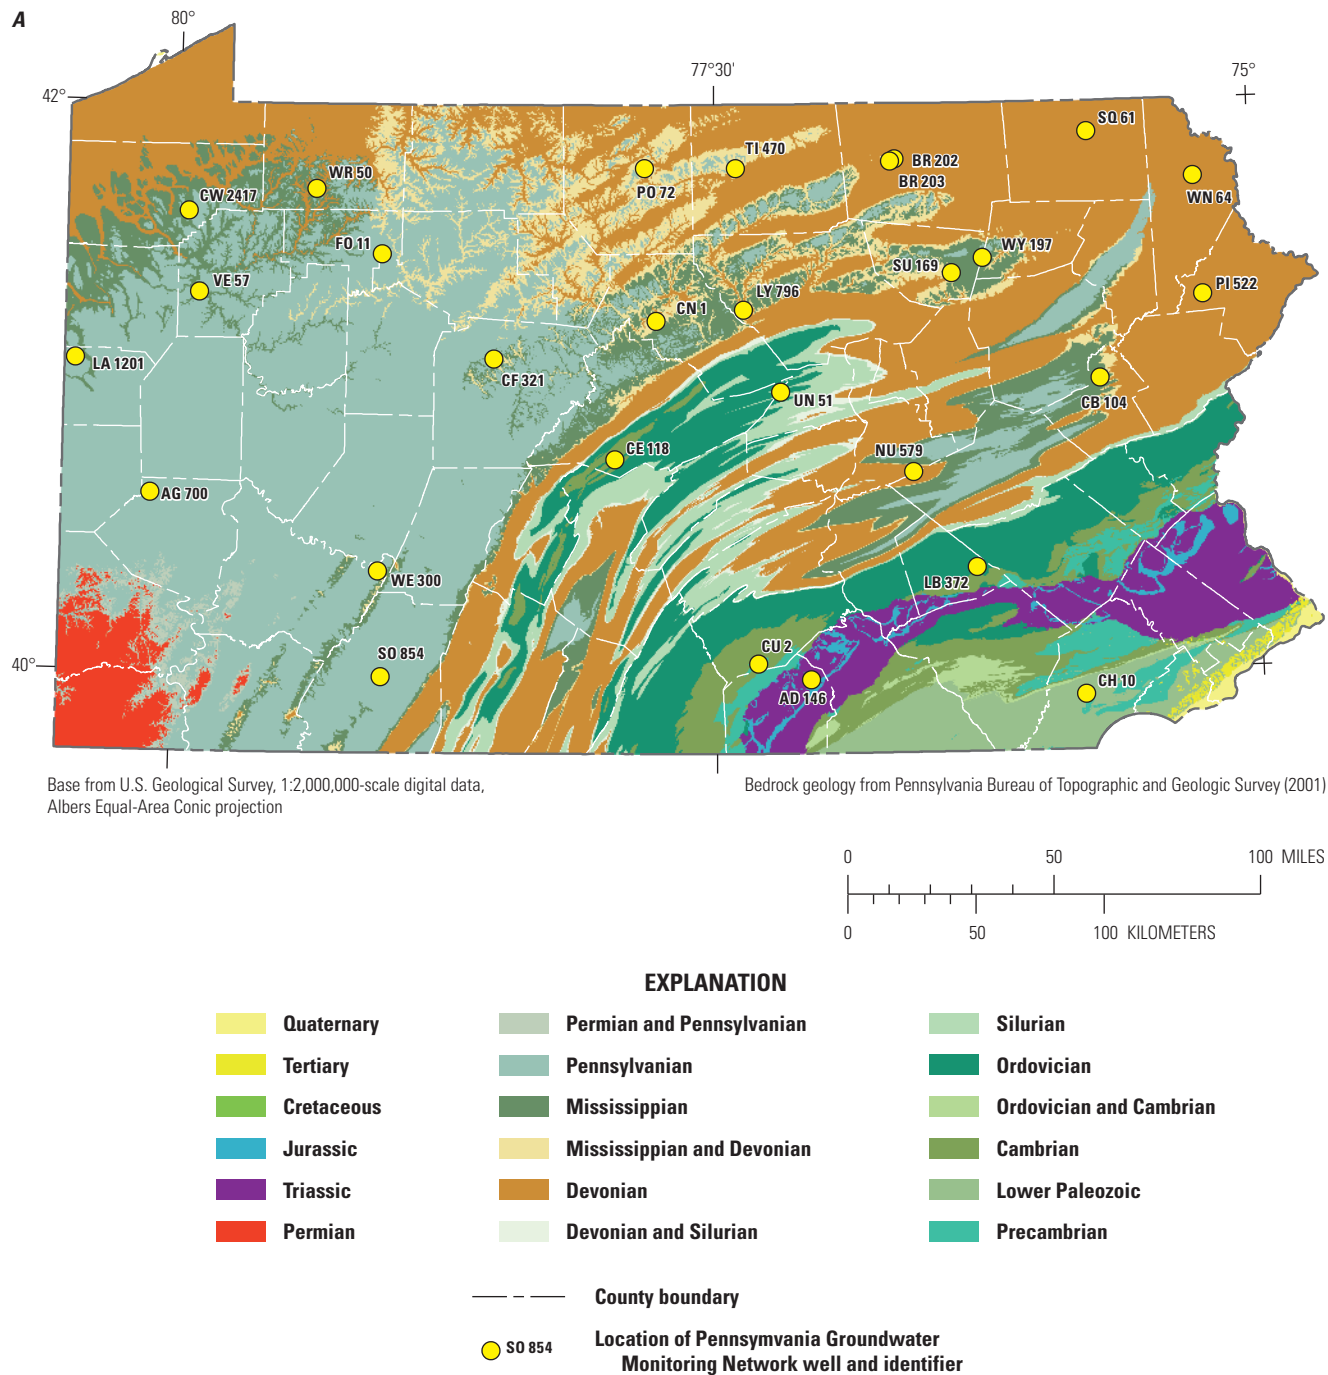 A
80°
77°30'
75°
42°
SQ 61
TI 470
BR 202
WR 50
BR 203
PO 72
CW 2417
WN 64
FO 11
WY 197
SU 169
VE 57
PI 522
LY 796
CN 1
LA 1201
CF 321
UN 51
CB 104
CE 118
NU 579
AG 700
WE 300
LB 372
CU 2
SO 854
40°
CH 10
AD 146
Base from U.S. Geological Survey, 1:2,000,000-scale digital data,
Albers Equal-Area Conic projection
Bedrock geology from Pennsylvania Bureau of Topographic and Geologic Survey (2001)
0 50 100 MILES
0 50 100 KILOMETERS
EXPLANATION
Quaternary
Tertiary
Cretaceous
Jurassic
Triassic
Permian
Permian and Pennsylvanian
Pennsylvanian
Mississippian
Mississippian and Devonian
Devonian
Devonian and Silurian
Silurian
Ordovician
Ordovician and Cambrian
Cambrian
Lower Paleozoic
Precambrian
County boundary
SO 854
Location of Pennsymvania Groundwater
Monitoring Network well and identifier